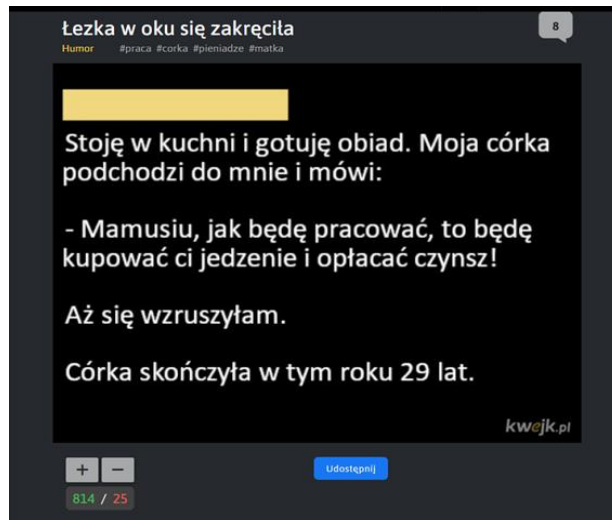 Łezka w oku się zakręciła
8
Humor #praca #corka #pieniadze #matka
Stoję w kuchni i gotuję obiad. Moja córka
podchodzi do mnie i mówi:
- Mamusiu, jak będę pracować, to będę
kupować ci jedzenie i opłacać czynsz!
Aż się wzruszyłam.
Córka skończyła w tym roku 29 lat.
kwejk.pl
+ −
Udostępnij
814 / 25